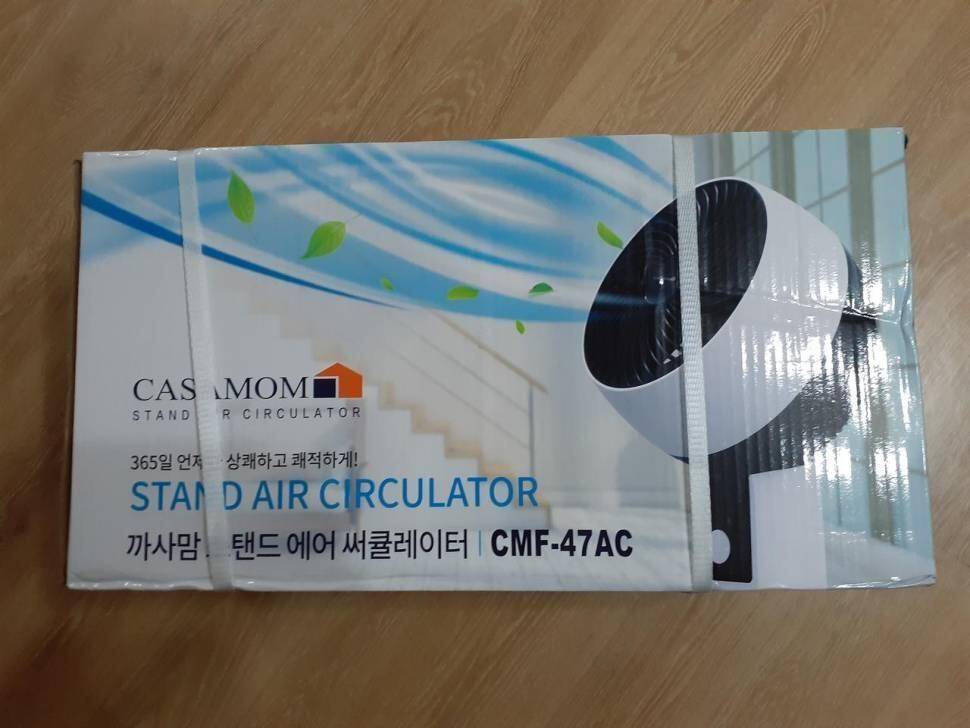 CASAMOM
STAND AIR CIRCULATOR
365일 언제나 상쾌하고 쾌적하게!
STAND AIR CIRCULATOR
까사맘 스탠드 에어 써큘레이터 | CMF-47AC